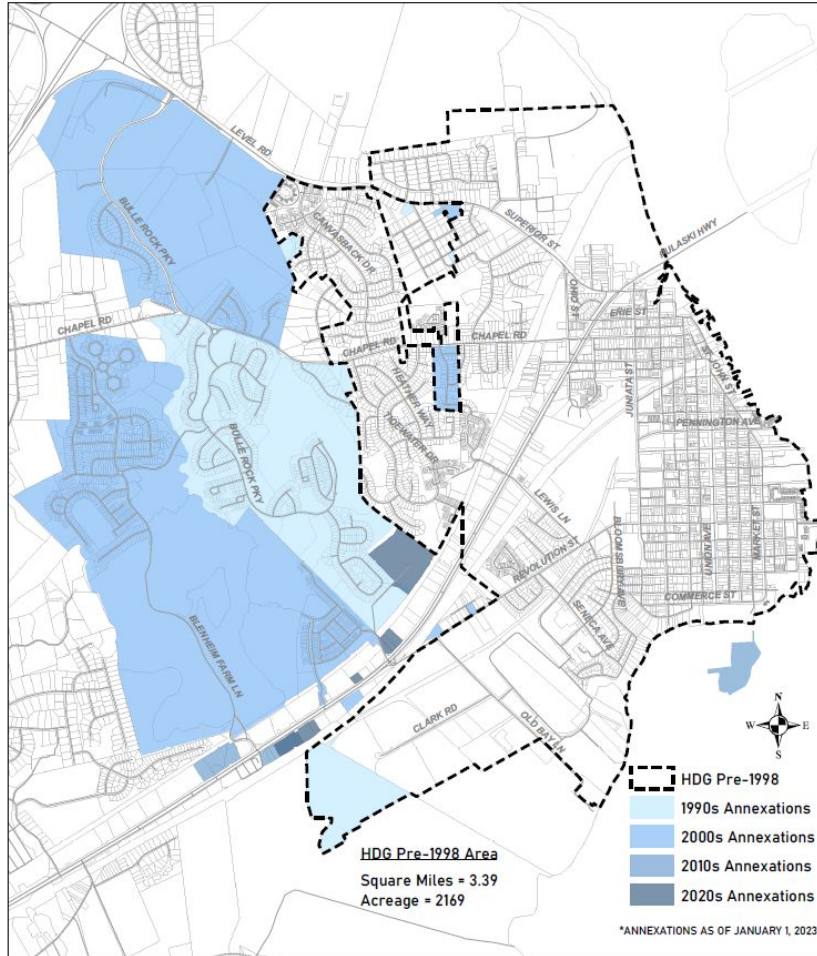 LEVEL RD
BULLE ROCK PKY
CANVASBACK DR
SUPERIOR ST
PULASKI HWY
OHIO ST
ERIE ST
CHAPEL RD
CHAPEL RD
CHAPEL RD
ST JOHN ST
JUNIATA ST
HEATHER WAY
TIDEWATER DR
PENNINGTON AVE
BULLE ROCK PKY
LEWIS LN
REVOLUTION ST
BLOOMSBURY AVE
UNION AVE
MARKET ST
COMMERCE ST
SENECA AVE
BLENHEIM FARM LN
CLARK RD
OLD BAY LN
N
W E
S
HDG Pre-1998
1990s Annexations
2000s Annexations
2010s Annexations
2020s Annexations
HDG Pre-1998 Area
Square Miles = 3.39
Acreage = 2169
*ANNEXATIONS AS OF JANUARY 1, 2023